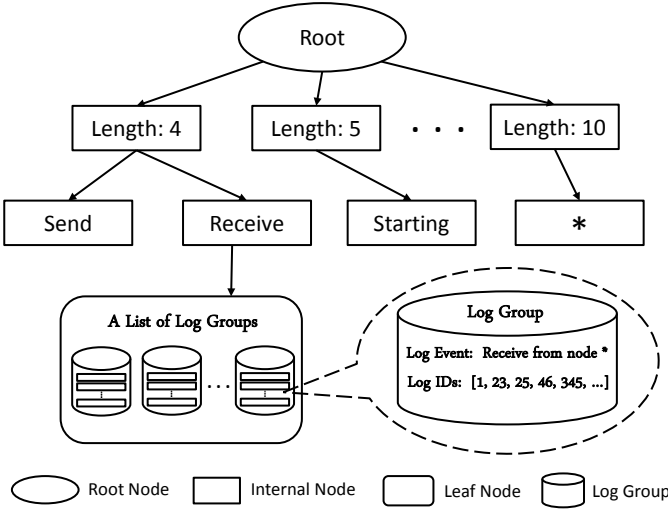 Root
Length: 4
Length: 5
. . .
Length: 10
Send
Receive
Starting
*
A List of Log Groups
...
Log Group
Log Event: Receive from node *
Log IDs: [1, 23, 25, 46, 345, ...]
Root Node
Internal Node
Leaf Node
Log Group